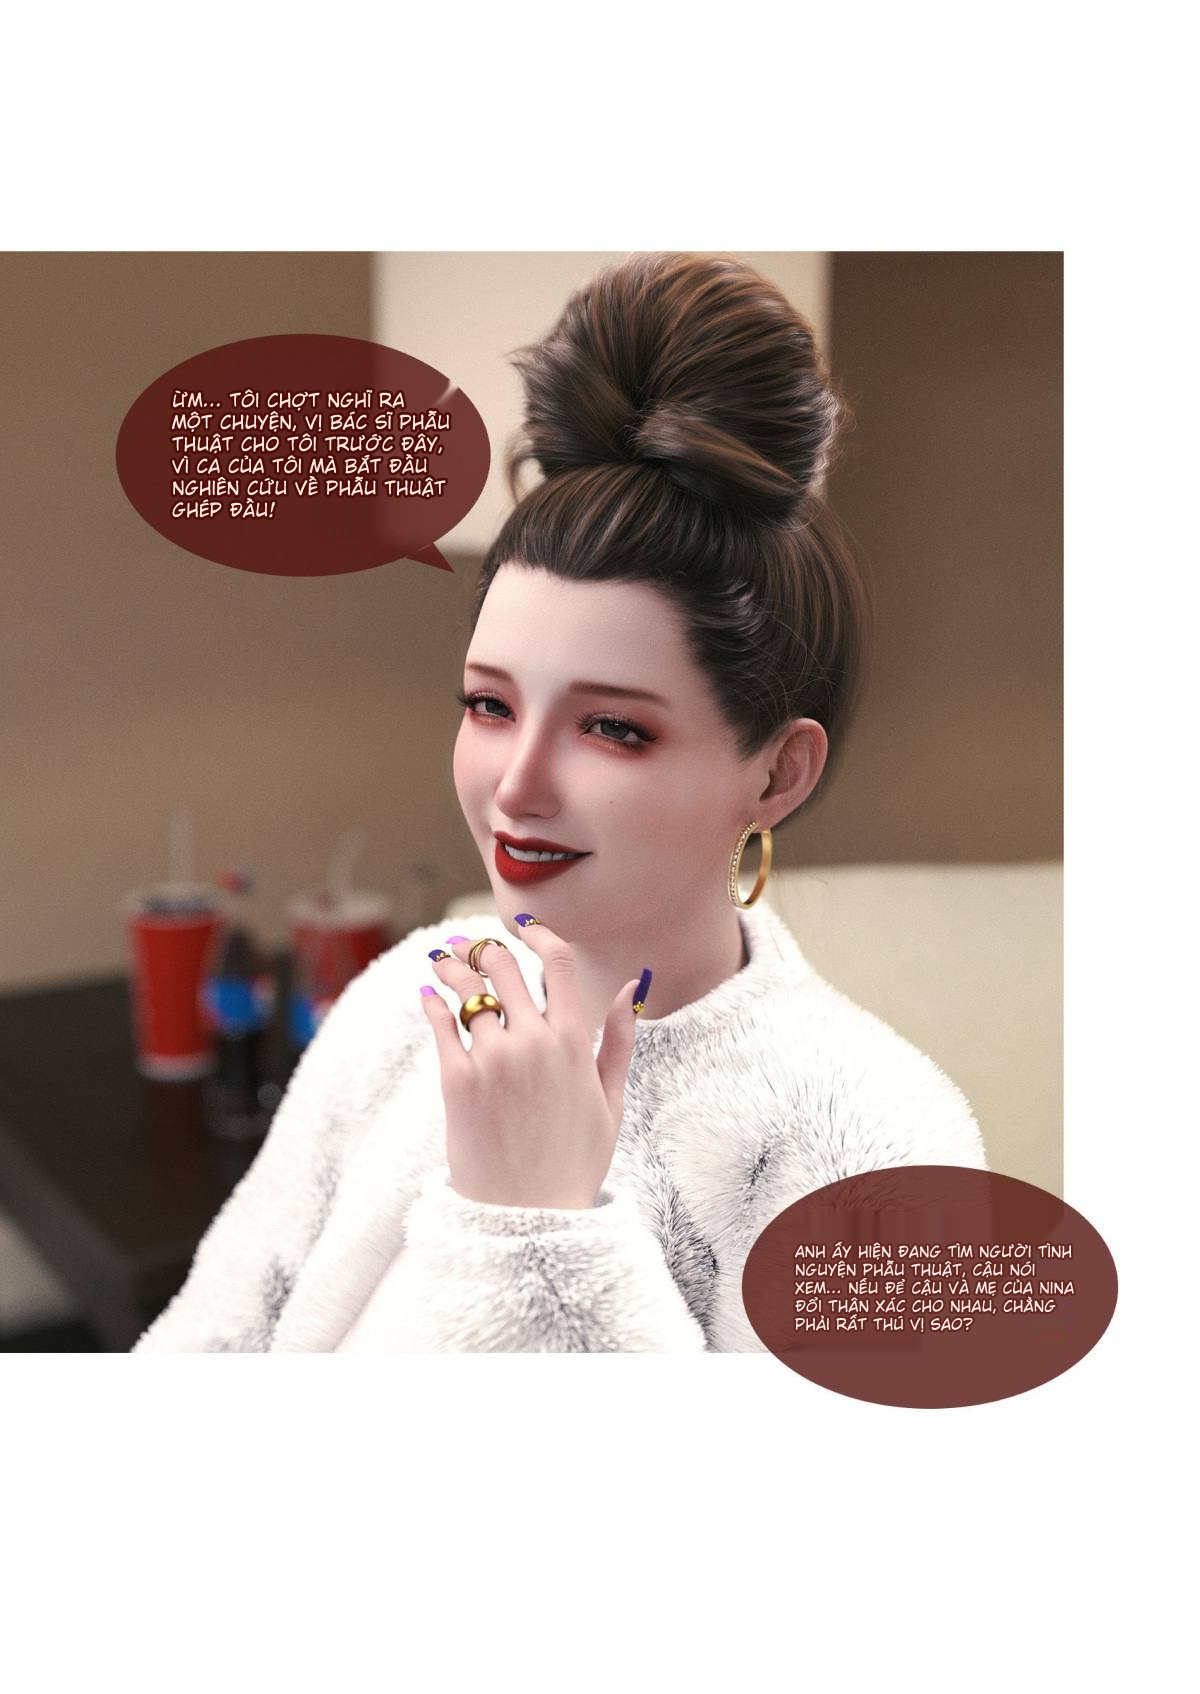 ỪM... TÔI CHỢT NGHĨ RA
MỘT CHUYỆN, VỊ BÁC SĨ PHẪU
THUẬT CHO TÔI TRƯỚC ĐÂY,
VÌ CA CỦA TÔI MÀ BẮT ĐẦU
NGHIÊN CỨU VỀ PHẪU THUẬT
GHÉP ĐẦU!
ANH ẤY HIỆN ĐANG TÌM NGƯỜI TÌNH
NGUYỆN PHẪU THUẬT, CẬU NÓI
XEM... NẾU ĐỂ CẬU VÀ MẸ CỦA NINA
ĐỔI THÂN XÁC CHO NHAU, CHẲNG
PHẢI RẤT THÚ VỊ SAO?